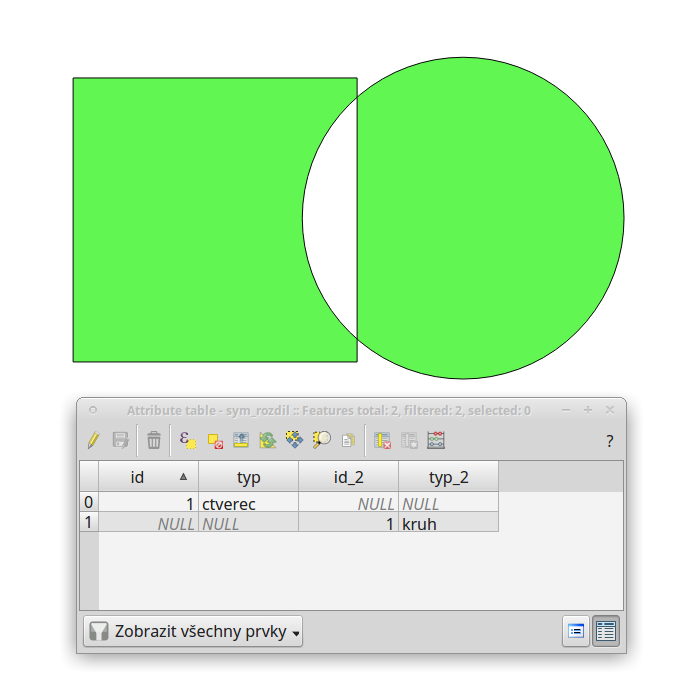 Attribute table - sym_rozdil :: Features total: 2, filtered: 2, selected: 0
?
id typ id_2 typ_2
0 1 ctverec NULL NULL
1 NULL NULL 1 kruh
Zobrazit všechny prvky